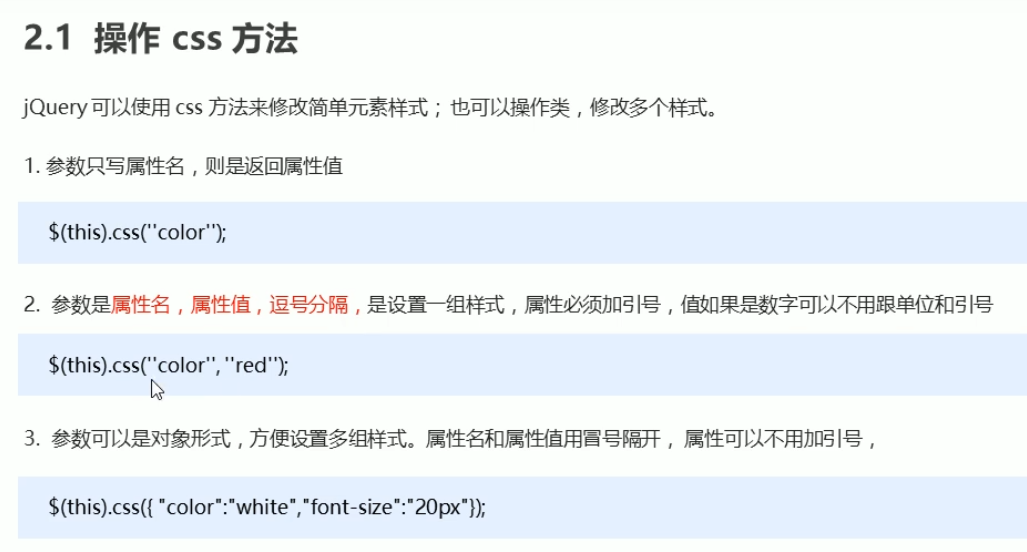 2.1 操作 css 方法
jQuery 可以使用 css 方法来修改简单元素样式； 也可以操作类，修改多个样式。
1. 参数只写属性名，则是返回属性值
$(this).css(''color'');
2. 参数是属性名，属性值，逗号分隔，是设置一组样式，属性必须加引号，值如果是数字可以不用跟单位和引号
$(this).css(''color'', ''red'');
3. 参数可以是对象形式，方便设置多组样式。属性名和属性值用冒号隔开， 属性可以不用加引号，
$(this).css({ "color":"white","font-size":"20px"});